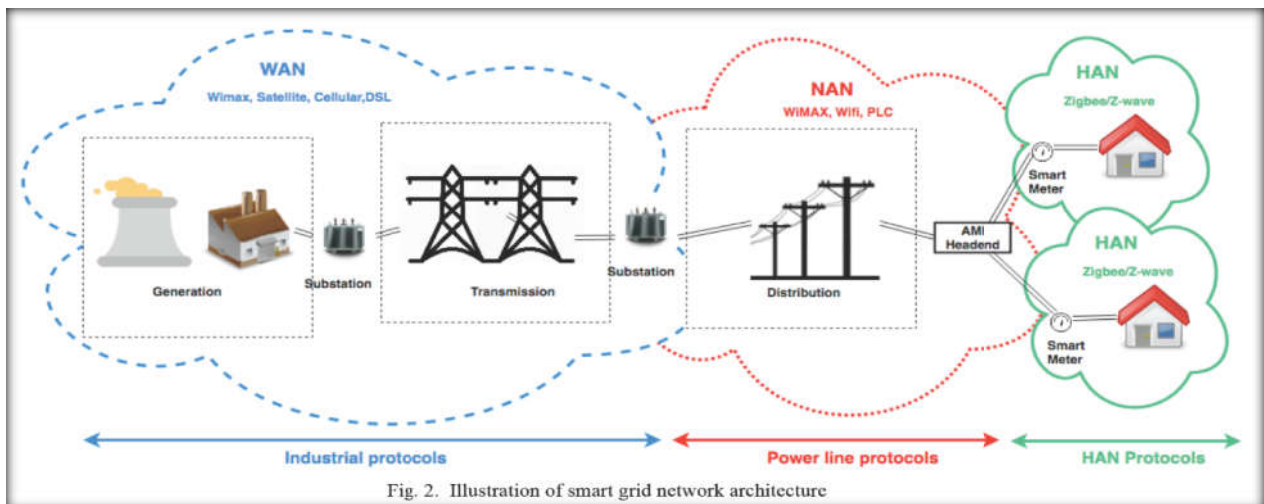 WAN
Wimax, Satellite, Cellular,DSL
NAN
WiMAX, Wifi, PLC
HAN
Zigbee/Z-wave
Smart
Meter
AMI
Headend
HAN
Zigbee/Z-wave
Smart
Meter
Generation
Substation
Transmission
Substation
Distribution
Industrial protocols
Power line protocols
HAN Protocols
Fig. 2. Illustration of smart grid network architecture